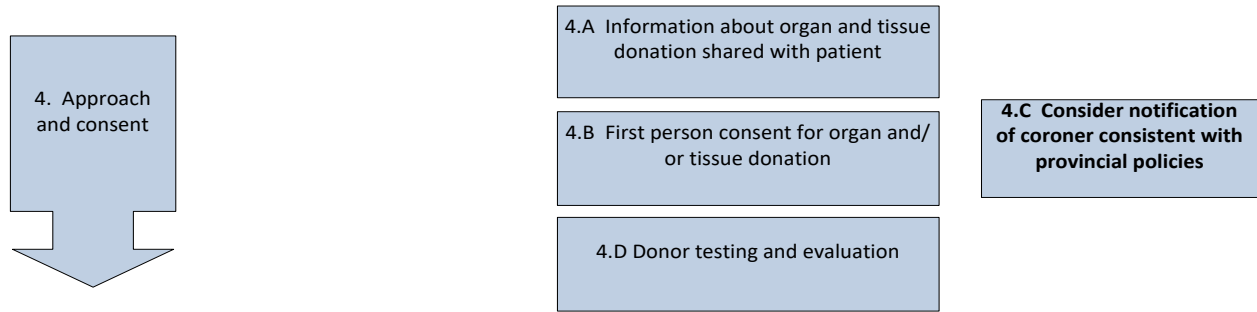 4. Approach
and consent
4.A Information about organ and tissue
donation shared with patient
4.B First person consent for organ and/
or tissue donation
4.C Consider notification
of coroner consistent with
provincial policies
4.D Donor testing and evaluation